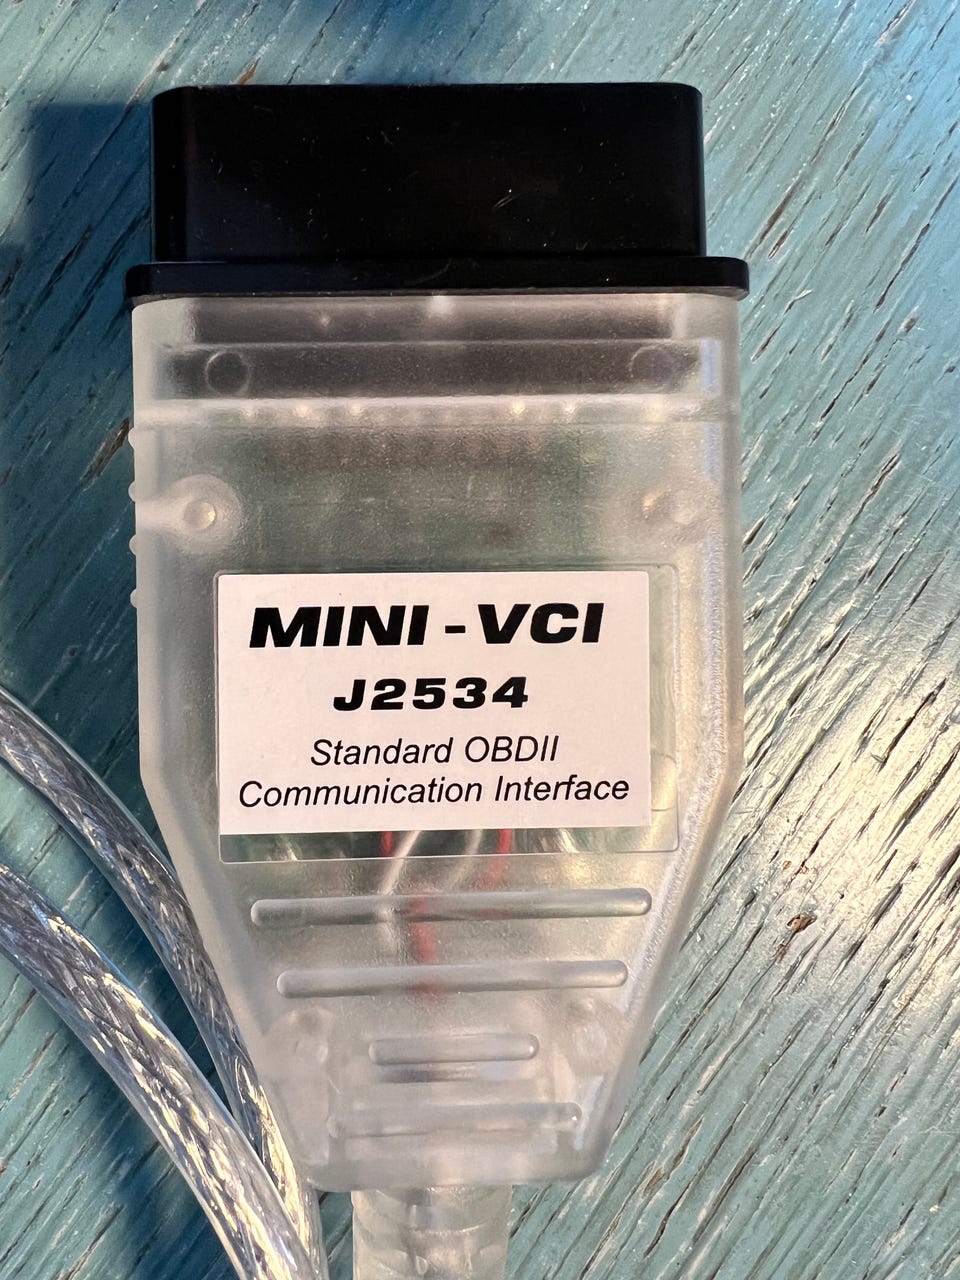 MINI - VCI
J2534
Standard OBDII
Communication Interface